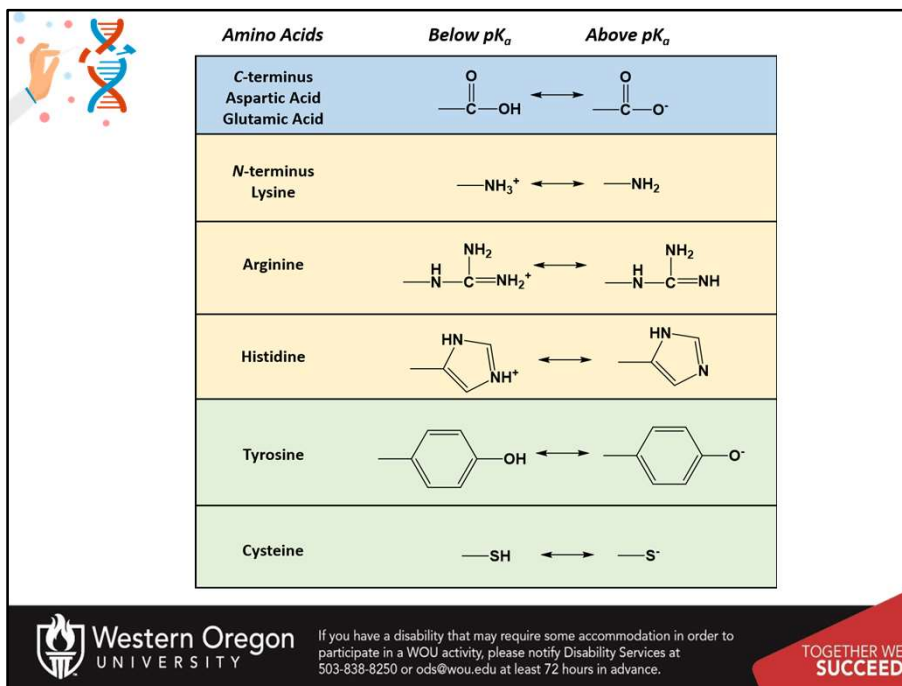 Amino Acids Below pKa Above pKa
C-terminus
Aspartic Acid
Glutamic Acid
O O
C OH C O-
N-terminus
Lysine
NH3+ NH2
Arginine
NH2 NH2
H H
N C NH2+ N C NH
Histidine
HN HN
NH+ N
Tyrosine
OH O-
Cysteine
SH S-
Western Oregon
UNIVERSITY
If you have a disability that may require some accommodation in order to
participate in a WOU activity, please notify Disability Services at
503-838-8250 or ods@wou.edu at least 72 hours in advance.
TOGETHER WE
SUCCEED